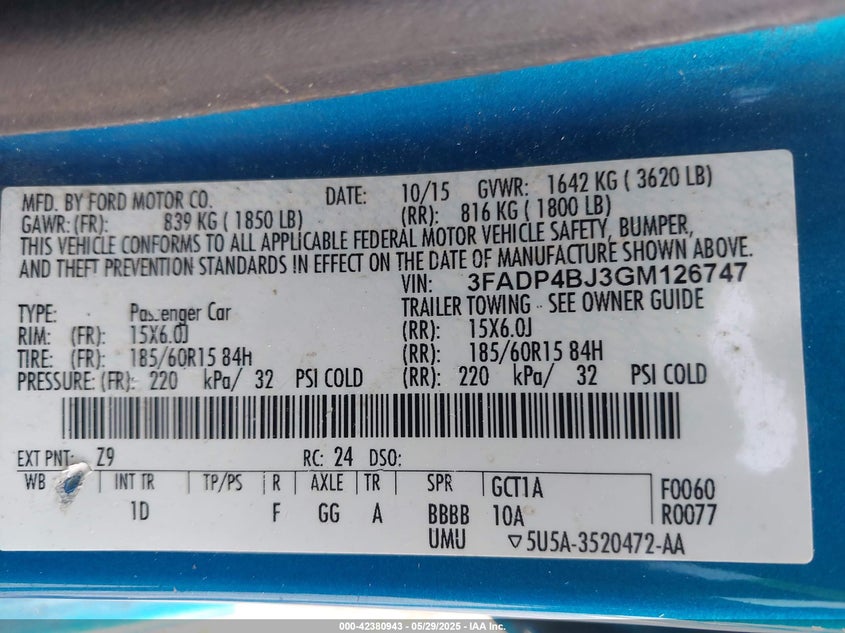 MFD. BY FORD MOTOR CO. DATE: 10/15 GVWR: 1642 KG ( 3620 LB)
GAWR: (FR): 839 KG ( 1850 LB) (RR): 816 KG ( 1800 LB)
THIS VEHICLE CONFORMS TO ALL APPLICABLE FEDERAL MOTOR VEHICLE SAFETY, BUMPER,
AND THEFT PREVENTION STANDARDS IN EFFECT ON THE DATE OF MANUFACTURE SHOWN ABOVE.
VIN: 3FADP4BJ3GM126747
TYPE: Passenger Car TRAILER TOWING - SEE OWNER GUIDE
RIM: (FR): 15X6.0J (RR): 15X6.0J
TIRE: (FR): 185/60R15 84H (RR): 185/60R15 84H
PRESSURE: (FR): 220 kPa/ 32 PSI COLD (RR): 220 kPa/ 32 PSI COLD
EXT PNT: Z9 RC: 24 DSO:
WB INT TR TP/PS R AXLE TR SPR GCT1A F0060
1D F GG A BBBB 10A R0077
UMU ▽5U5A-3520472-AA
000-42380943 - 05/29/2025 - IAA Inc.